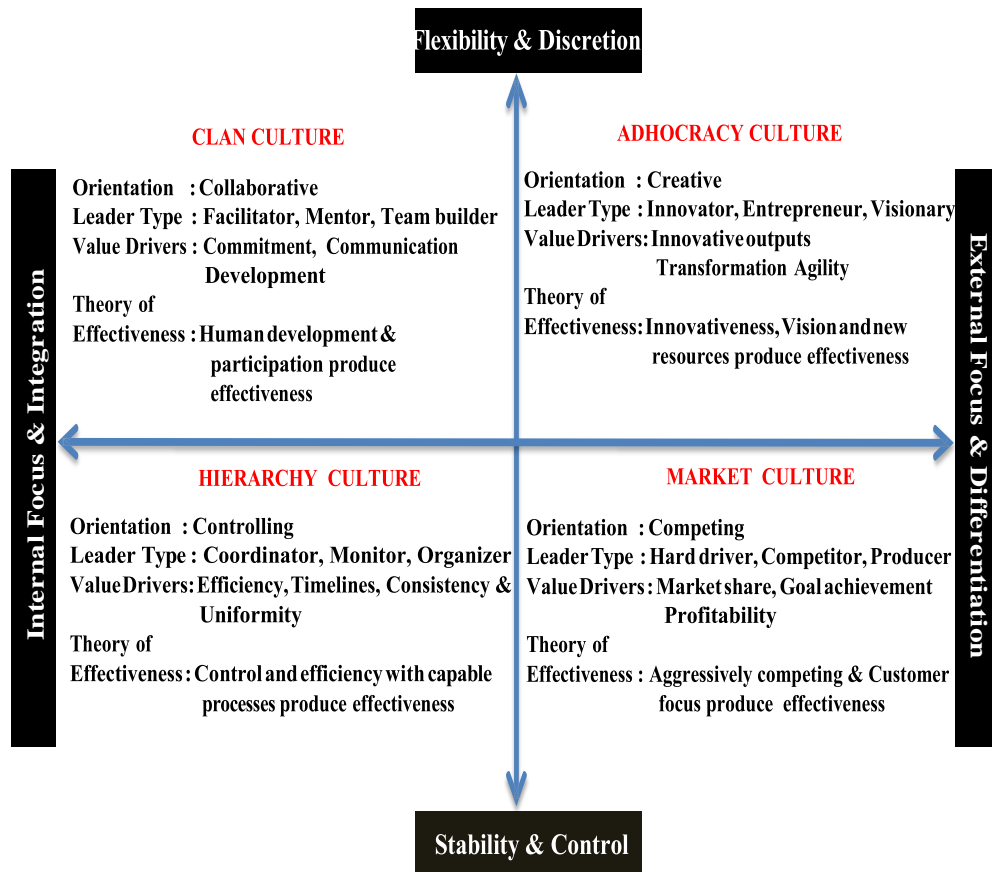 Flexibility & Discretion
CLAN CULTURE
Orientation : Collaborative
Leader Type : Facilitator, Mentor, Team builder
Value Drivers : Commitment, Communication
Development
Theory of
Effectiveness : Human development &
participation produce
effectiveness
ADHOCRACY CULTURE
Orientation : Creative
Leader Type : Innovator, Entrepreneur, Visionary
Value Drivers: Innovative outputs
Transformation Agility
Theory of
Effectiveness: Innovativeness, Vision and new
resources produce effectiveness
Internal Focus & Integration
External Focus & Differentiation
HIERARCHY CULTURE
Orientation : Controlling
Leader Type : Coordinator, Monitor, Organizer
Value Drivers: Efficiency, Timelines, Consistency &
Uniformity
Theory of
Effectiveness : Control and efficiency with capable
processes produce effectiveness
MARKET CULTURE
Orientation : Competing
Leader Type : Hard driver, Competitor, Producer
Value Drivers : Market share, Goal achievement
Profitability
Theory of
Effectiveness : Aggressively competing & Customer
focus produce effectiveness
Stability & Control